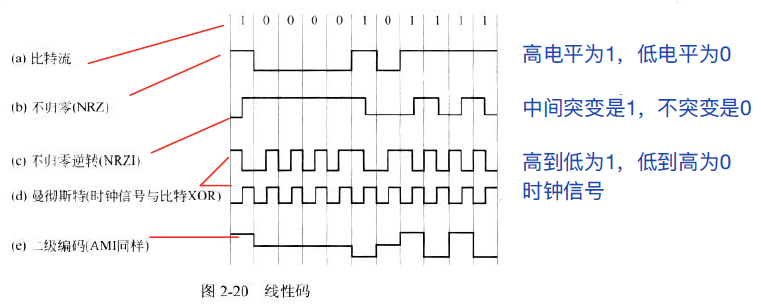 1 0 0 0 0 1 0 1 1 1 1
(a) 比特流
高电平为1，低电平为0
(b) 不归零(NRZ)
中间突变是1，不突变是0
(c) 不归零逆转(NRZI)
高到低为1，低到高为0
(d) 曼彻斯特(时钟信号与比特XOR)
时钟信号
(e) 二级编码(AMI同样)
图 2-20 线性码